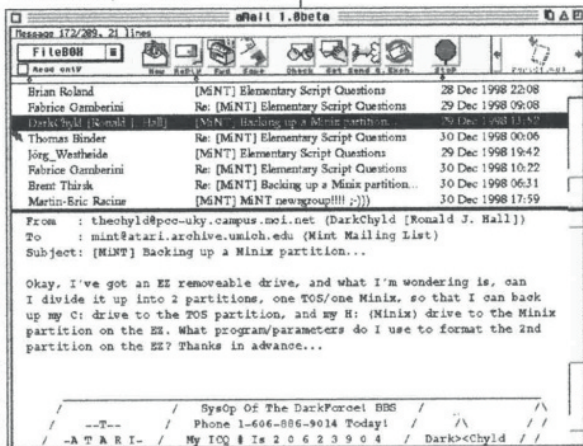 aMail 1.0beta
Message 172/209, 21 lines
FileBOX
Read only
New Reply Fwd Save Check Get Send Stop
Brian Roland [MiNT] Elementary Script Questions 28 Dec 1998 22:08
Fabrice Gamberini Re: [MiNT] Elementary Script Questions 29 Dec 1998 09:08
DarkChyld [Ronald J. Hall] [MiNT] Backing up a Minix partition... 29 Dec 1998 13:52
Thomas Binder Re: [MiNT] Elementary Script Questions 30 Dec 1998 00:06
Jörg_Westheide Re: [MiNT] Elementary Script Questions 29 Dec 1998 19:42
Fabrice Gamberini Re: [MiNT] Elementary Script Questions 30 Dec 1998 10:22
Brent Thirsk Re: [MiNT] Backing up a Minix partition... 30 Dec 1998 06:31
Martin-Eric Racine [MiNT] MiNT newsgroup!!!! ;-))) 30 Dec 1998 17:59
From : thechyld@pcc-uky.campus.mci.net (DarkChyld [Ronald J. Hall])
To : mint@atari.archive.umich.edu (Mint Mailing List)
Subject: [MiNT] Backing up a Minix partition...
Okay, I've got an EZ removeable drive, and what I'm wondering is, can
I divide it up into 2 partitions, one TOS/one Minix, so that I can back
up my C: drive to the TOS partition, and my H: (Minix) drive to the Minix
partition on the EZ. What program/parameters do I use to format the 2nd
partition on the EZ? Thanks in advance...
/ / SysOp Of The DarkForce! BBS / /\
/ --T-- / Phone 1-606-886-9014 Today! / /\ / /
/ -A T A R I- / My ICQ # Is 2 0 6 2 3 9 0 4 / Dark><Chyld / /